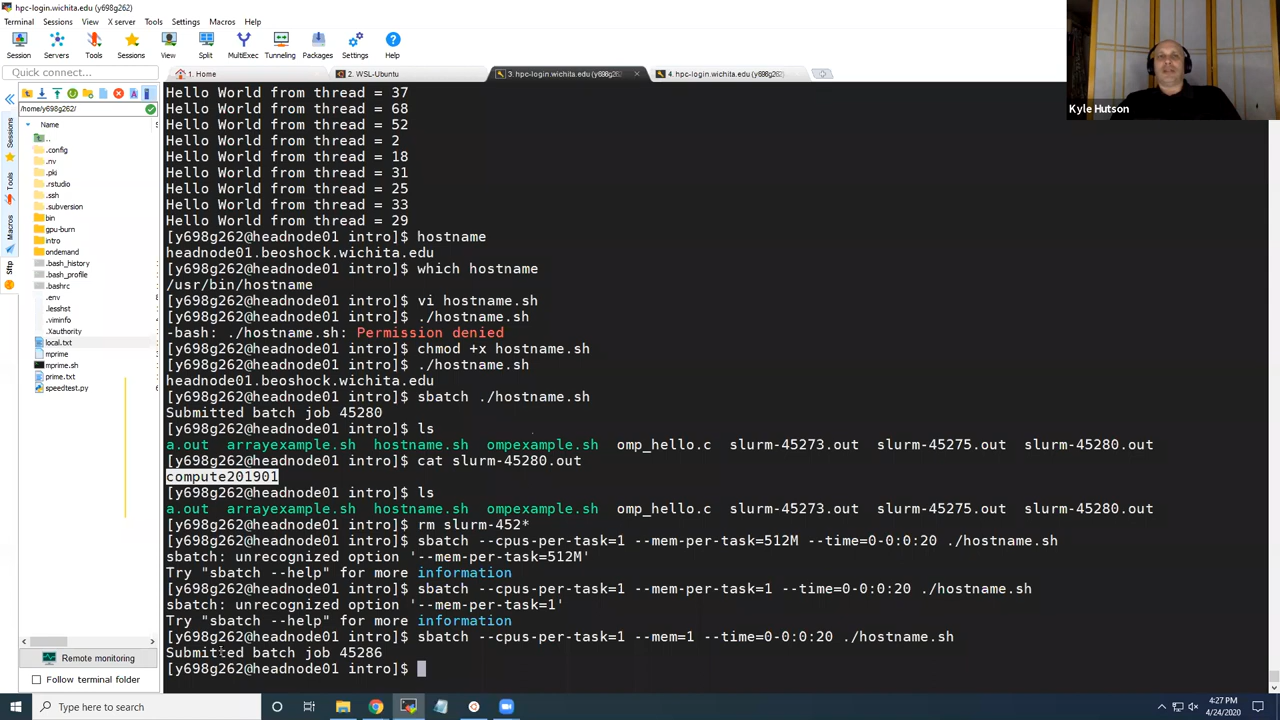 hpc-login.wichita.edu (y698g262)
Terminal Sessions View X server Tools Settings Macros Help
Session Servers Tools Sessions View Split MultiExec Tunneling Packages Settings Help
Quick connect...
1. Home
2. WSL-Ubuntu
3. hpc-login.wichita.edu (y698g262)
4. hpc-login.wichita.edu (y698g262)
Kyle Hutson
Sessions
Tools
Macros
Sftp
/home/y698g262/
Name
..
.config
.nv
.pki
.rstudio
.ssh
.subversion
bin
gpu-burn
intro
ondemand
.bash_history
.bash_profile
.bashrc
.env
.lesshst
.viminfo
.Xauthority
local.txt
mprime
mprime.sh
prime.txt
speedtest.py
Remote monitoring
Follow terminal folder
Hello World from thread = 37
Hello World from thread = 68
Hello World from thread = 52
Hello World from thread = 2
Hello World from thread = 18
Hello World from thread = 31
Hello World from thread = 25
Hello World from thread = 33
Hello World from thread = 29
[y698g262@headnode01 intro]$ hostname
headnode01.beoshock.wichita.edu
[y698g262@headnode01 intro]$ which hostname
/usr/bin/hostname
[y698g262@headnode01 intro]$ vi hostname.sh
[y698g262@headnode01 intro]$ ./hostname.sh
-bash: ./hostname.sh: Permission denied
[y698g262@headnode01 intro]$ chmod +x hostname.sh
[y698g262@headnode01 intro]$ ./hostname.sh
headnode01.beoshock.wichita.edu
[y698g262@headnode01 intro]$ sbatch ./hostname.sh
Submitted batch job 45280
[y698g262@headnode01 intro]$ ls
a.out arrayexample.sh hostname.sh ompexample.sh omp_hello.c slurm-45273.out slurm-45275.out slurm-45280.out
[y698g262@headnode01 intro]$ cat slurm-45280.out
compute201901
[y698g262@headnode01 intro]$ ls
a.out arrayexample.sh hostname.sh ompexample.sh omp_hello.c slurm-45273.out slurm-45275.out slurm-45280.out
[y698g262@headnode01 intro]$ rm slurm-452*
[y698g262@headnode01 intro]$ sbatch --cpus-per-task=1 --mem-per-task=512M --time=0-0:0:20 ./hostname.sh
sbatch: unrecognized option '--mem-per-task=512M'
Try "sbatch --help" for more information
[y698g262@headnode01 intro]$ sbatch --cpus-per-task=1 --mem-per-task=1 --time=0-0:0:20 ./hostname.sh
sbatch: unrecognized option '--mem-per-task=1'
Try "sbatch --help" for more information
[y698g262@headnode01 intro]$ sbatch --cpus-per-task=1 --mem=1 --time=0-0:0:20 ./hostname.sh
Submitted batch job 45286
[y698g262@headnode01 intro]$
Type here to search
4:27 PM
4/24/2020